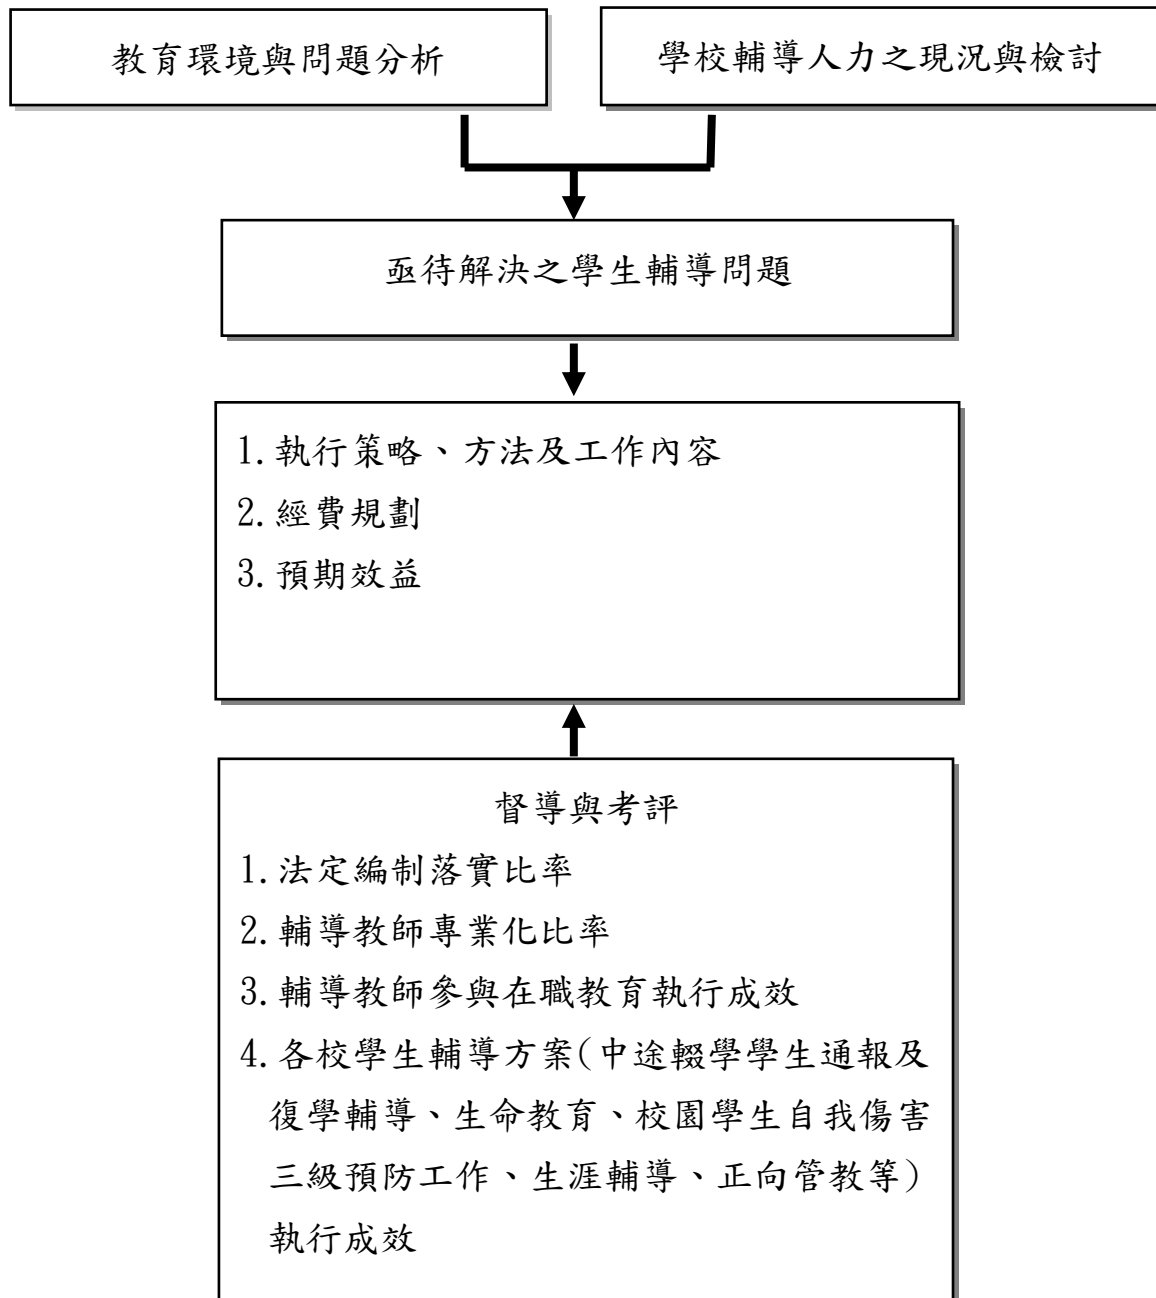 教育環境與問題分析
學校輔導人力之現況與檢討
亟待解決之學生輔導問題
1.執行策略、方法及工作內容
2.經費規劃
3.預期效益
督導與考評
1.法定編制落實比率
2.輔導教師專業化比率
3.輔導教師參與在職教育執行成效
4.各校學生輔導方案(中途輟學學生通報及
復學輔導、生命教育、校園學生自我傷害
三級預防工作、生涯輔導、正向管教等)
執行成效